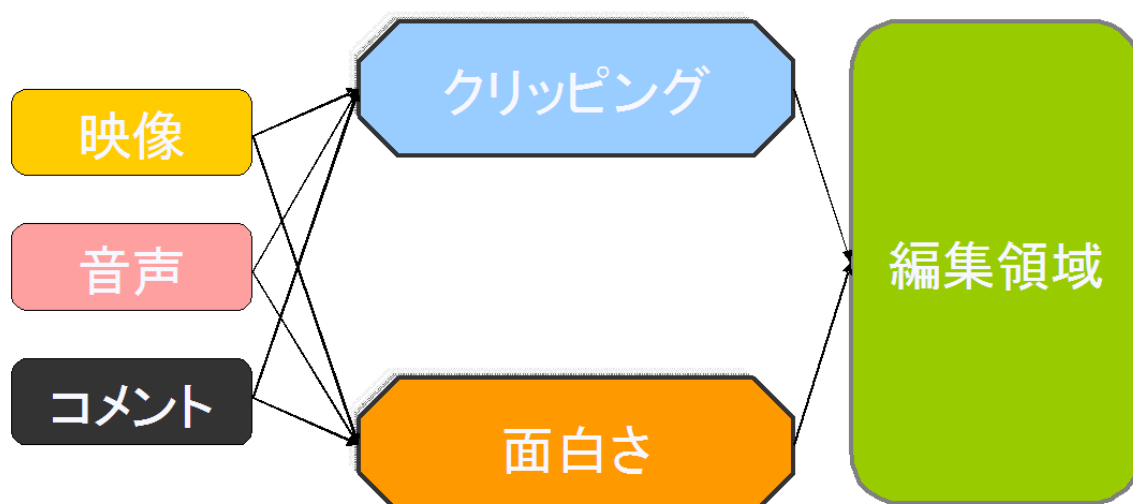 映像
音声
コメント
クリッピング
面白さ
編集領域